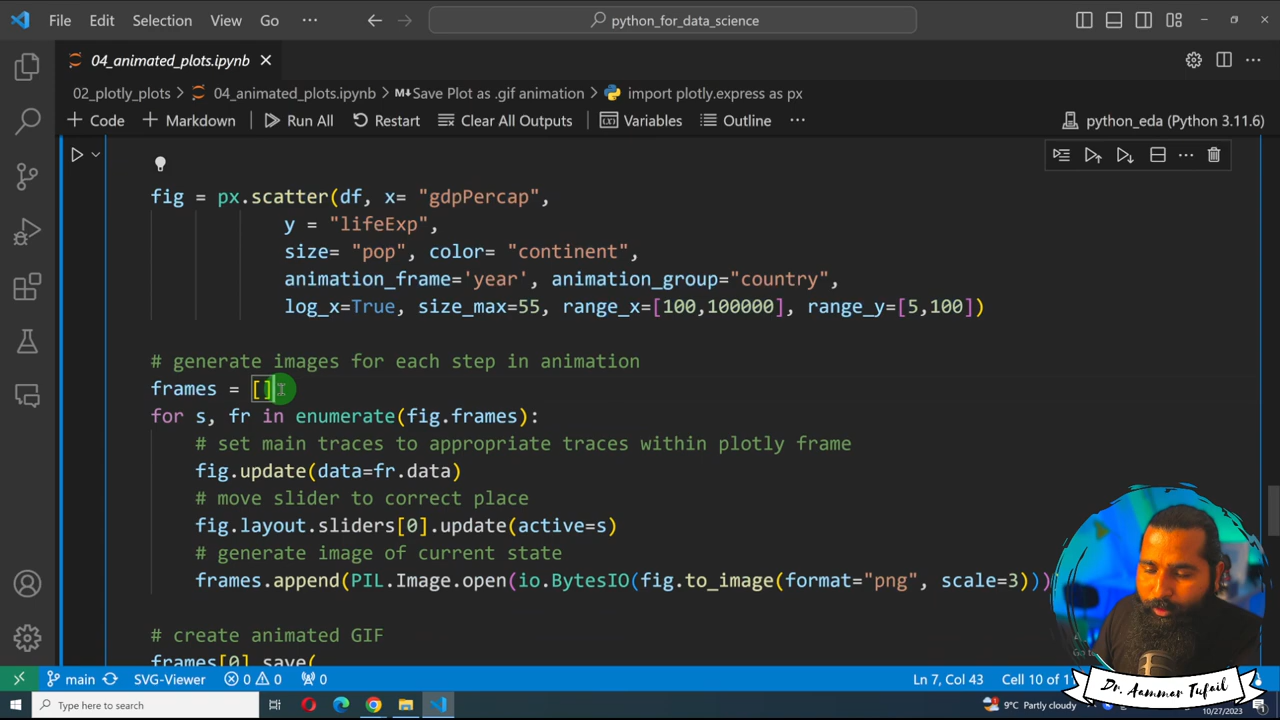 File Edit Selection View Go ··· python_for_data_science
04_animated_plots.ipynb
02_plotly_plots > 04_animated_plots.ipynb > M↓Save Plot as .gif animation > import plotly.express as px
+ Code + Markdown Run All Restart Clear All Outputs Variables Outline ··· python_eda (Python 3.11.6)
fig = px.scatter(df, x= "gdpPercap",
y = "lifeExp",
size= "pop", color= "continent",
animation_frame='year', animation_group="country",
log_x=True, size_max=55, range_x=[100,100000], range_y=[5,100])
# generate images for each step in animation
frames = []
for s, fr in enumerate(fig.frames):
# set main traces to appropriate traces within plotly frame
fig.update(data=fr.data)
# move slider to correct place
fig.layout.sliders[0].update(active=s)
# generate image of current state
frames.append(PIL.Image.open(io.BytesIO(fig.to_image(format="png", scale=3))))
# create animated GIF
frames[0].save(
main SVG-Viewer 0 0 0 Ln 7, Col 43 Cell 10 of 1
Dr. Aammar Tufail
Type here to search 9°C Partly cloudy 10/27/2023